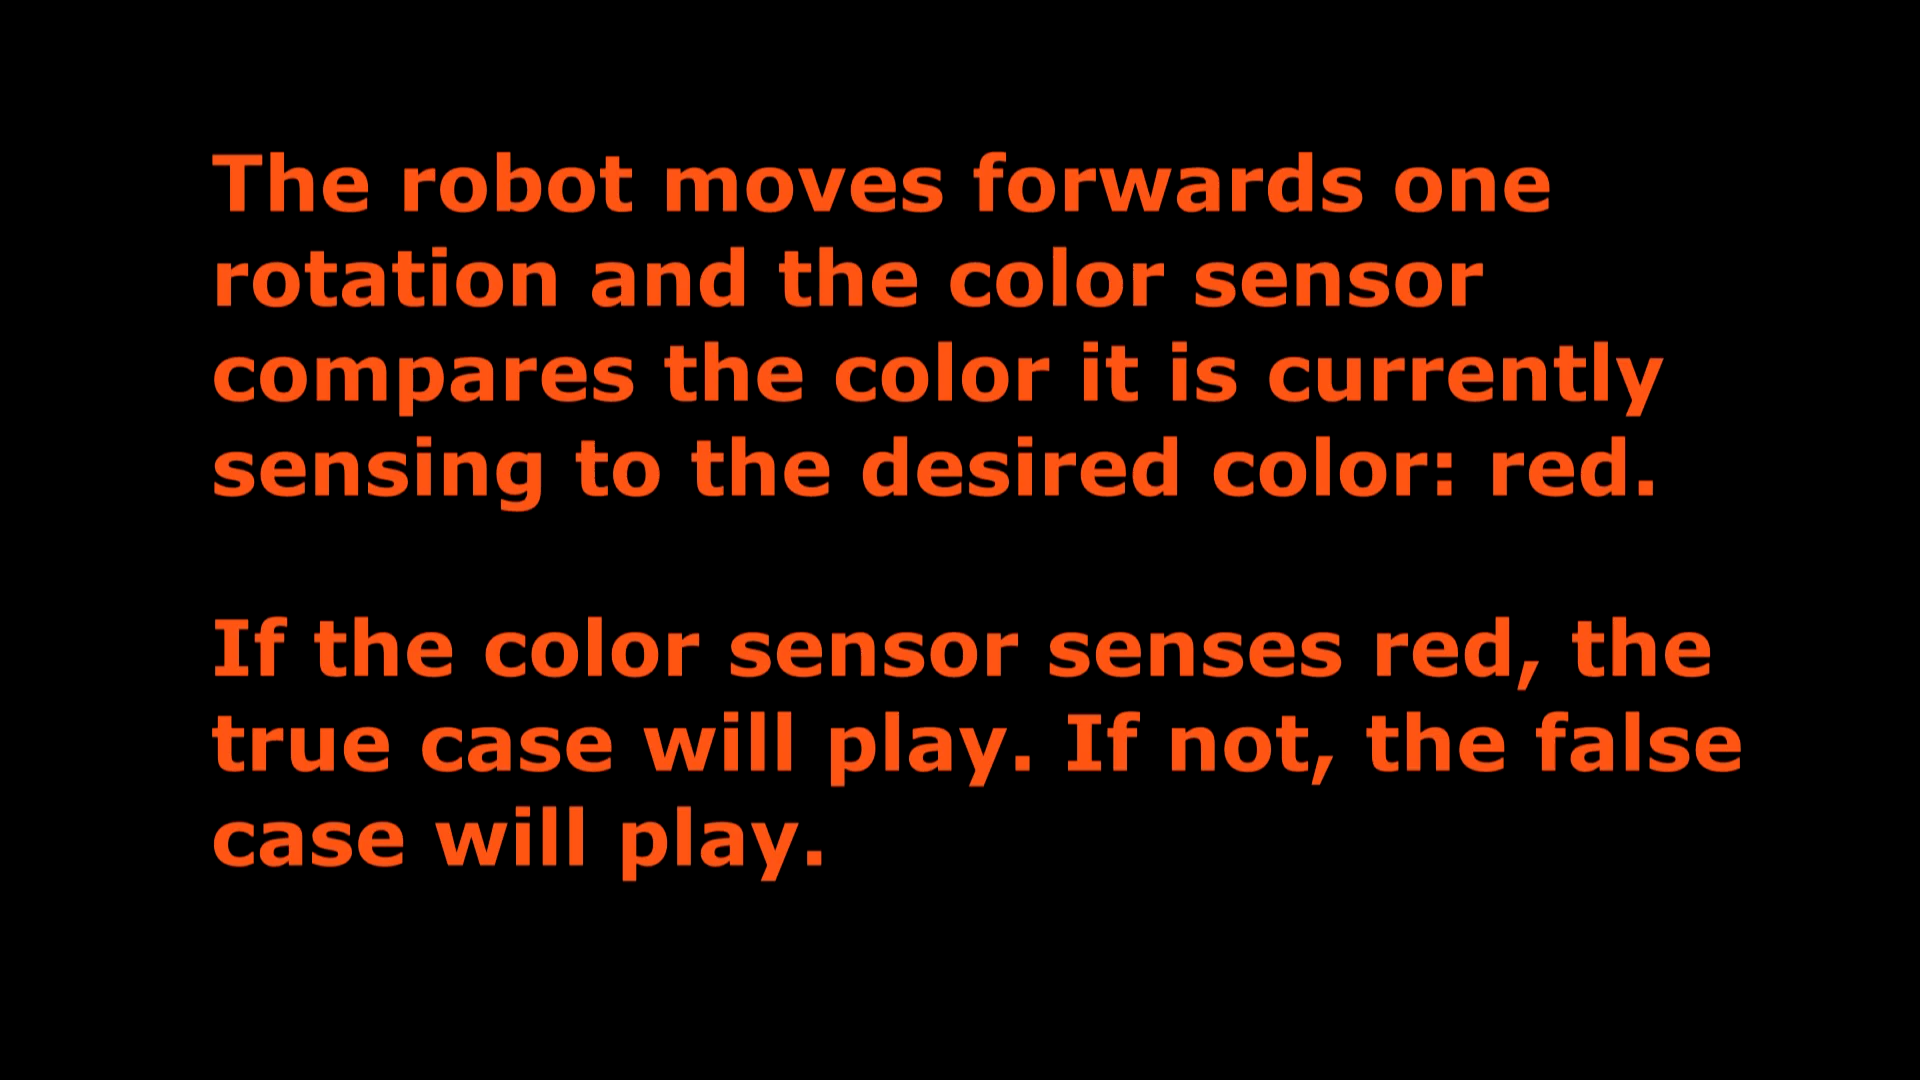 The robot moves forwards one
rotation and the color sensor
compares the color it is currently
sensing to the desired color: red.
If the color sensor senses red, the
true case will play. If not, the false
case will play.